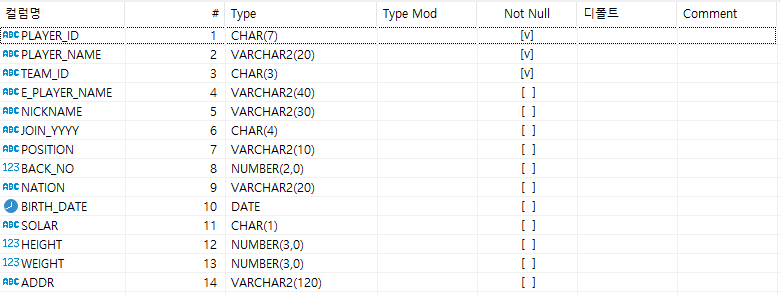 컬럼명 # Type Type Mod Not Null 디폴트 Comment
ABC PLAYER_ID 1 CHAR(7) [v]
ABC PLAYER_NAME 2 VARCHAR2(20) [v]
ABC TEAM_ID 3 CHAR(3) [v]
ABC E_PLAYER_NAME 4 VARCHAR2(40) [ ]
ABC NICKNAME 5 VARCHAR2(30) [ ]
ABC JOIN_YYYY 6 CHAR(4) [ ]
ABC POSITION 7 VARCHAR2(10) [ ]
123 BACK_NO 8 NUMBER(2,0) [ ]
ABC NATION 9 VARCHAR2(20) [ ]
BIRTH_DATE 10 DATE [ ]
ABC SOLAR 11 CHAR(1) [ ]
123 HEIGHT 12 NUMBER(3,0) [ ]
123 WEIGHT 13 NUMBER(3,0) [ ]
ABC ADDR 14 VARCHAR2(120) [ ]